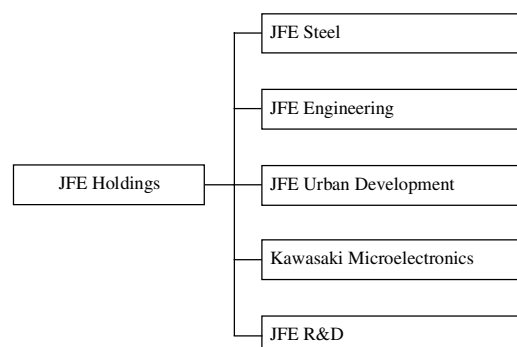 JFE Steel
JFE Engineering
JFE Holdings
JFE Urban Development
Kawasaki Microelectronics
JFE R&D